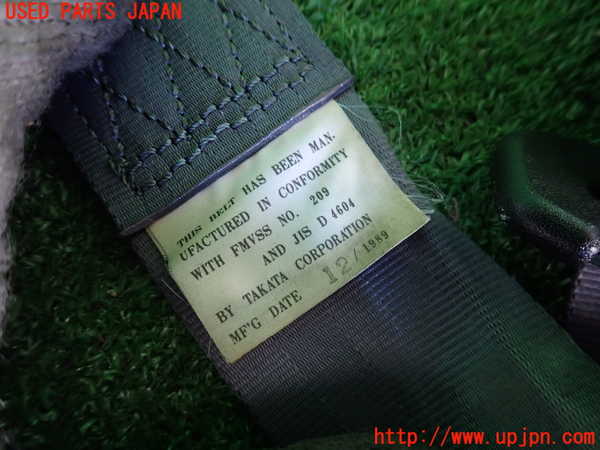 USED PARTS JAPAN
THIS BELT HAS BEEN MAN.
UFACTURED IN CONFORMITY
WITH FMVSS NO. 209
AND JIS D 4604
BY TAKATA CORPORATION
MF'G DATE 12/1989
http://www.upjpn.com/